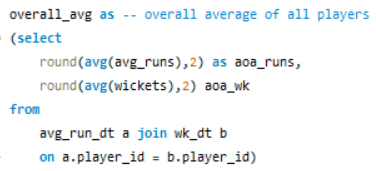 overall_avg as -- overall average of all players
(select
round(avg(avg_runs),2) as aoa_runs,
round(avg(wickets),2) aoa_wk
from
avg_run_dt a join wk_dt b
on a.player_id = b.player_id)